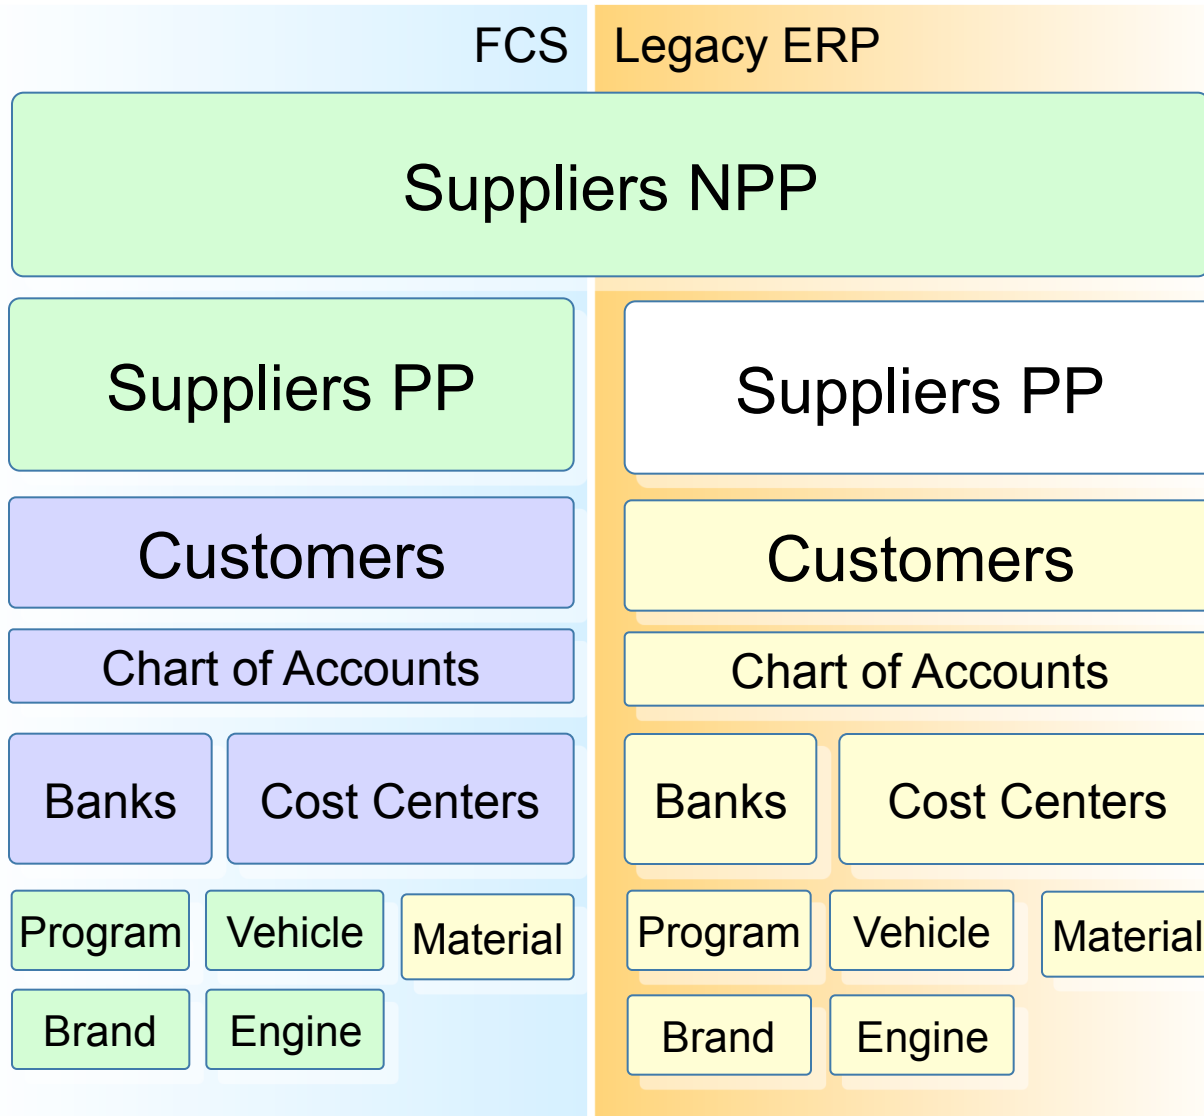 FCS
Legacy ERP
Suppliers NPP
Suppliers PP
Suppliers PP
Customers
Customers
Chart of Accounts
Chart of Accounts
Banks
Cost Centers
Banks
Cost Centers
Program
Vehicle
Material
Program
Vehicle
Material
Brand
Engine
Brand
Engine